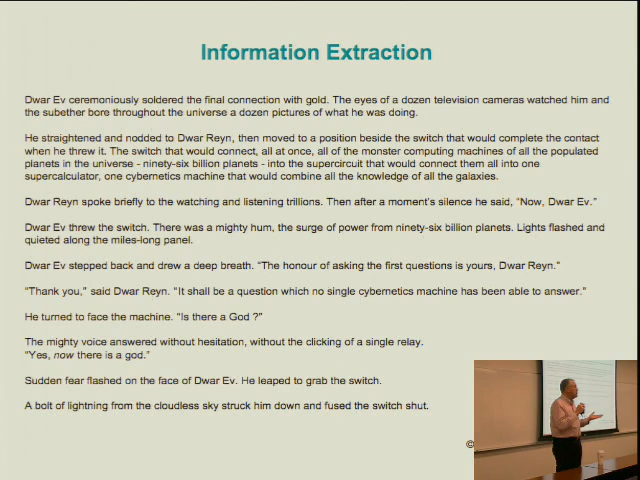 Information Extraction
Dwar Ev ceremoniously soldered the final connection with gold. The eyes of a dozen television cameras watched him and
the subether bore throughout the universe a dozen pictures of what he was doing.
He straightened and nodded to Dwar Reyn, then moved to a position beside the switch that would complete the contact
when he threw it. The switch that would connect, all at once, all of the monster computing machines of all the populated
planets in the universe - ninety-six billion planets - into the supercircuit that would connect them all into one
supercalculator, one cybernetics machine that would combine all the knowledge of all the galaxies.
Dwar Reyn spoke briefly to the watching and listening trillions. Then after a moment's silence he said, “Now, Dwar Ev.”
Dwar Ev threw the switch. There was a mighty hum, the surge of power from ninety-six billion planets. Lights flashed and
quieted along the miles-long panel.
Dwar Ev stepped back and drew a deep breath. “The honour of asking the first questions is yours, Dwar Reyn.”
“Thank you,” said Dwar Reyn. “It shall be a question which no single cybernetics machine has been able to answer.”
He turned to face the machine. “Is there a God ?”
The mighty voice answered without hesitation, without the clicking of a single relay.
“Yes, now there is a god.”
Sudden fear flashed on the face of Dwar Ev. He leaped to grab the switch.
A bolt of lightning from the cloudless sky struck him down and fused the switch shut.
©